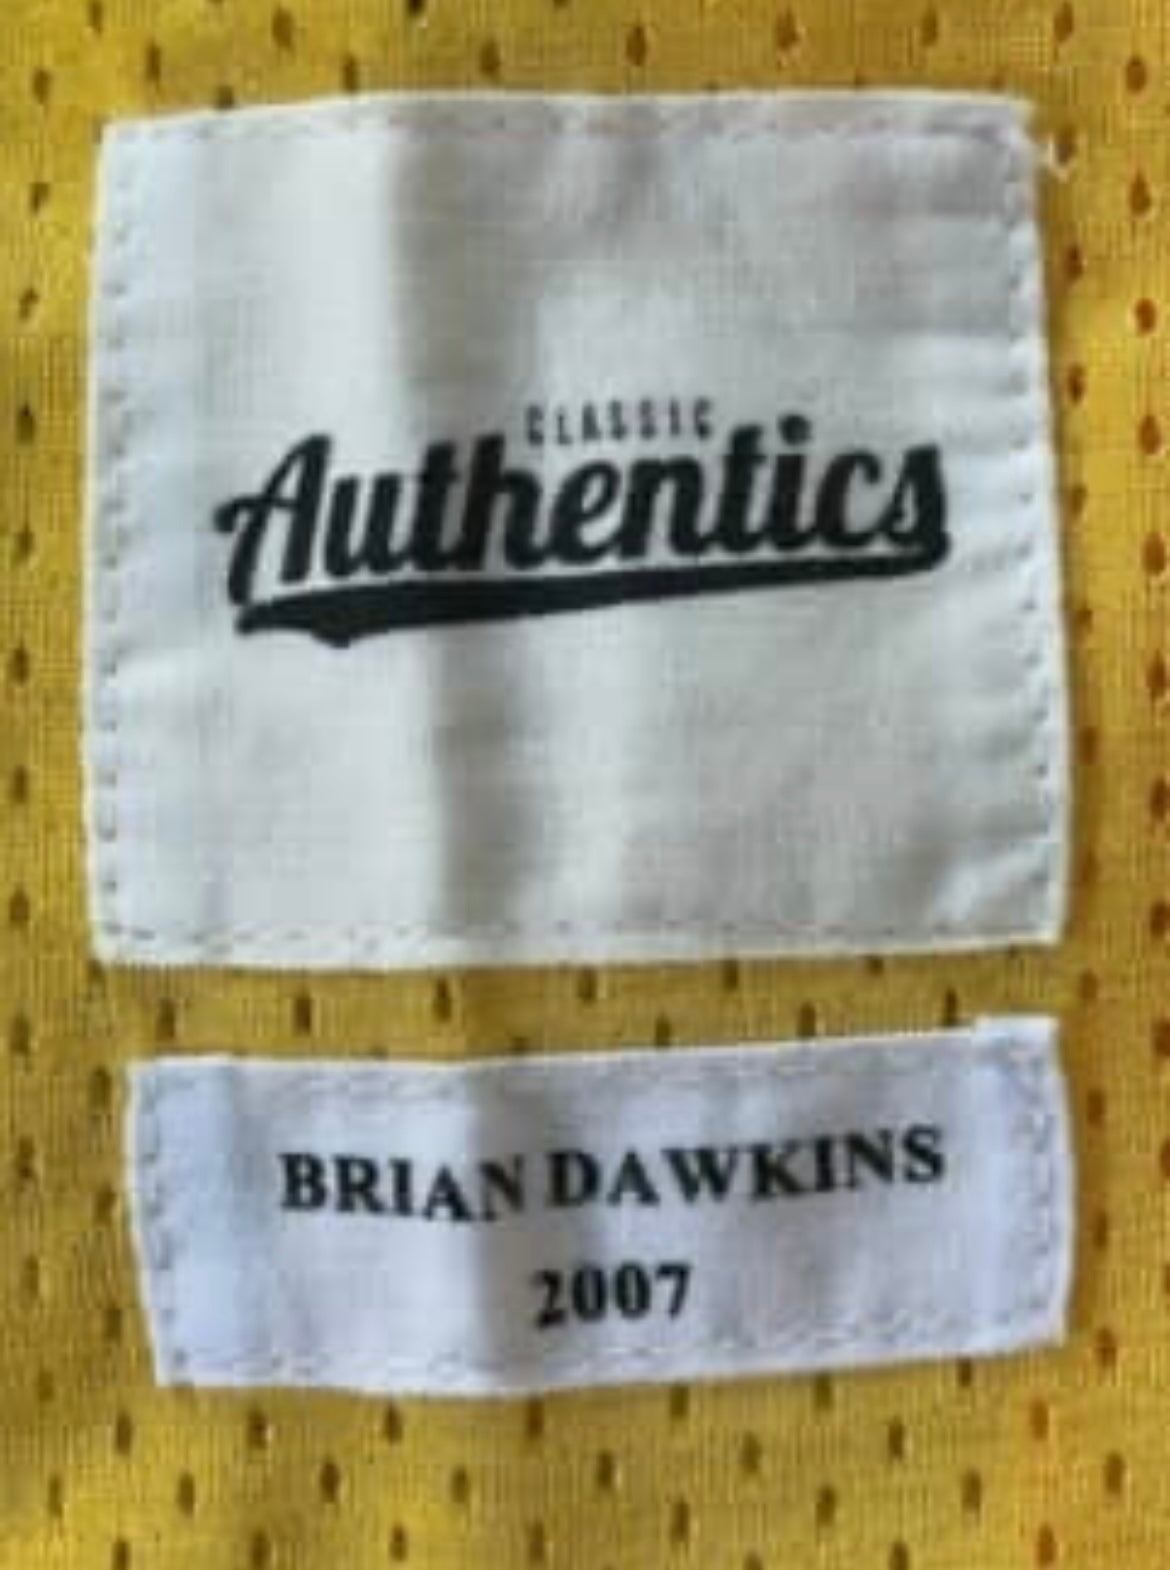 CLASSIC
Authentics
BRIAN DAWKINS
2007